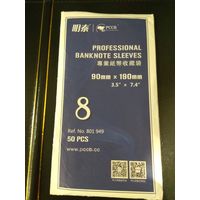 明泰 PCCB
PROFESSIONAL
BANKNOTE SLEEVES
專業紙幣收藏袋
90mm × 190mm
3.5" × 7.4"
8
Ref. No. 801 949
50 PCS
www.pccb.cc